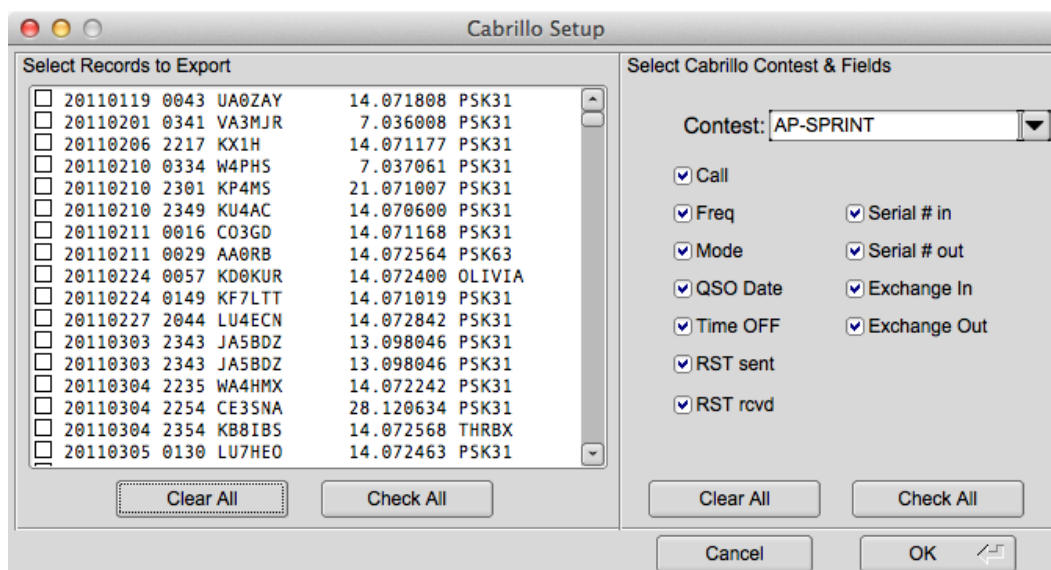 Cabrillo Setup
Select Records to Export
20110119 0043 UA0ZAY 14.071808 PSK31
20110201 0341 VA3MJR 7.036008 PSK31
20110206 2217 KX1H 14.071177 PSK31
20110210 0334 W4PHS 7.037061 PSK31
20110210 2301 KP4MS 21.071007 PSK31
20110210 2349 KU4AC 14.070600 PSK31
20110211 0016 CO3GD 14.071168 PSK31
20110211 0029 AA0RB 14.072564 PSK63
20110224 0057 KD0KUR 14.072400 OLIVIA
20110224 0149 KF7LTT 14.071019 PSK31
20110227 2044 LU4ECN 14.072842 PSK31
20110303 2343 JA5BDZ 13.098046 PSK31
20110303 2343 JA5BDZ 13.098046 PSK31
20110304 2235 WA4HMX 14.072242 PSK31
20110304 2254 CE3SNA 28.120634 PSK31
20110304 2354 KB8IBS 14.072568 THRBX
20110305 0130 LU7HEO 14.072463 PSK31
Clear All
Check All
Select Cabrillo Contest & Fields
Contest: AP-SPRINT
Call
Freq
Mode
QSO Date
Time OFF
RST sent
RST rcvd
Serial # in
Serial # out
Exchange In
Exchange Out
Clear All
Check All
Cancel
OK